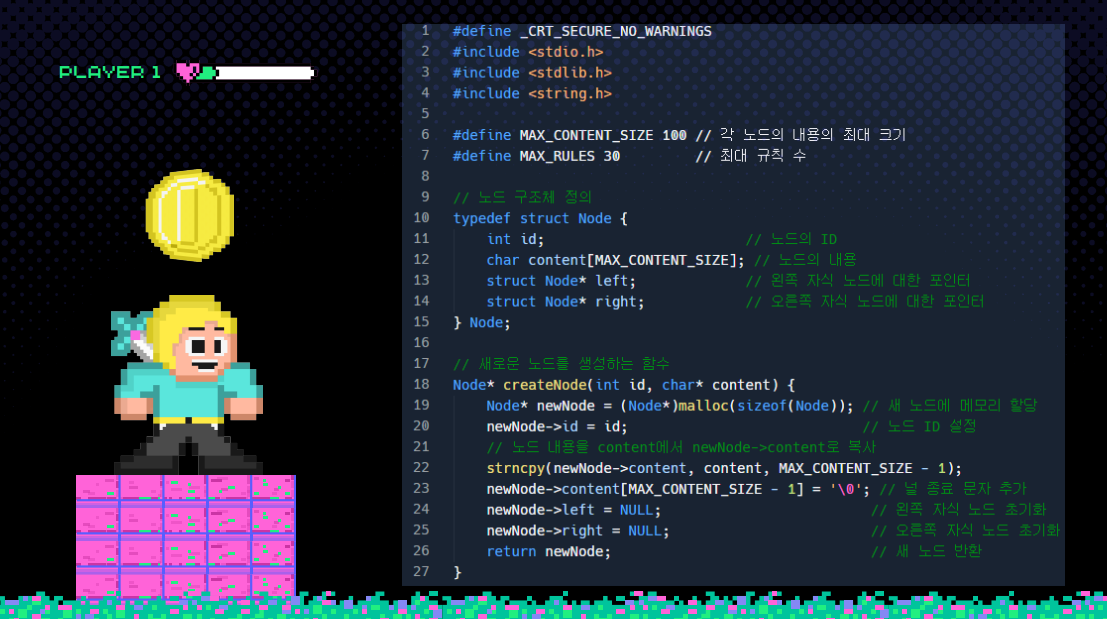 PLAYER 1
1 #define _CRT_SECURE_NO_WARNINGS
2 #include <stdio.h>
3 #include <stdlib.h>
4 #include <string.h>
5
6 #define MAX_CONTENT_SIZE 100 // 각 노드의 내용의 최대 크기
7 #define MAX_RULES 30         // 최대 규칙 수
8
9 // 노드 구조체 정의
10 typedef struct Node {
11     int id;                        // 노드의 ID
12     char content[MAX_CONTENT_SIZE]; // 노드의 내용
13     struct Node* left;             // 왼쪽 자식 노드에 대한 포인터
14     struct Node* right;            // 오른쪽 자식 노드에 대한 포인터
15 } Node;
16
17 // 새로운 노드를 생성하는 함수
18 Node* createNode(int id, char* content) {
19     Node* newNode = (Node*)malloc(sizeof(Node)); // 새 노드에 메모리 할당
20     newNode->id = id;                            // 노드 ID 설정
21     // 노드 내용을 content에서 newNode->content로 복사
22     strncpy(newNode->content, content, MAX_CONTENT_SIZE - 1);
23     newNode->content[MAX_CONTENT_SIZE - 1] = '\0'; // 널 종료 문자 추가
24     newNode->left = NULL;                         // 왼쪽 자식 노드 초기화
25     newNode->right = NULL;                        // 오른쪽 자식 노드 초기화
26     return newNode;                               // 새 노드 반환
27 }